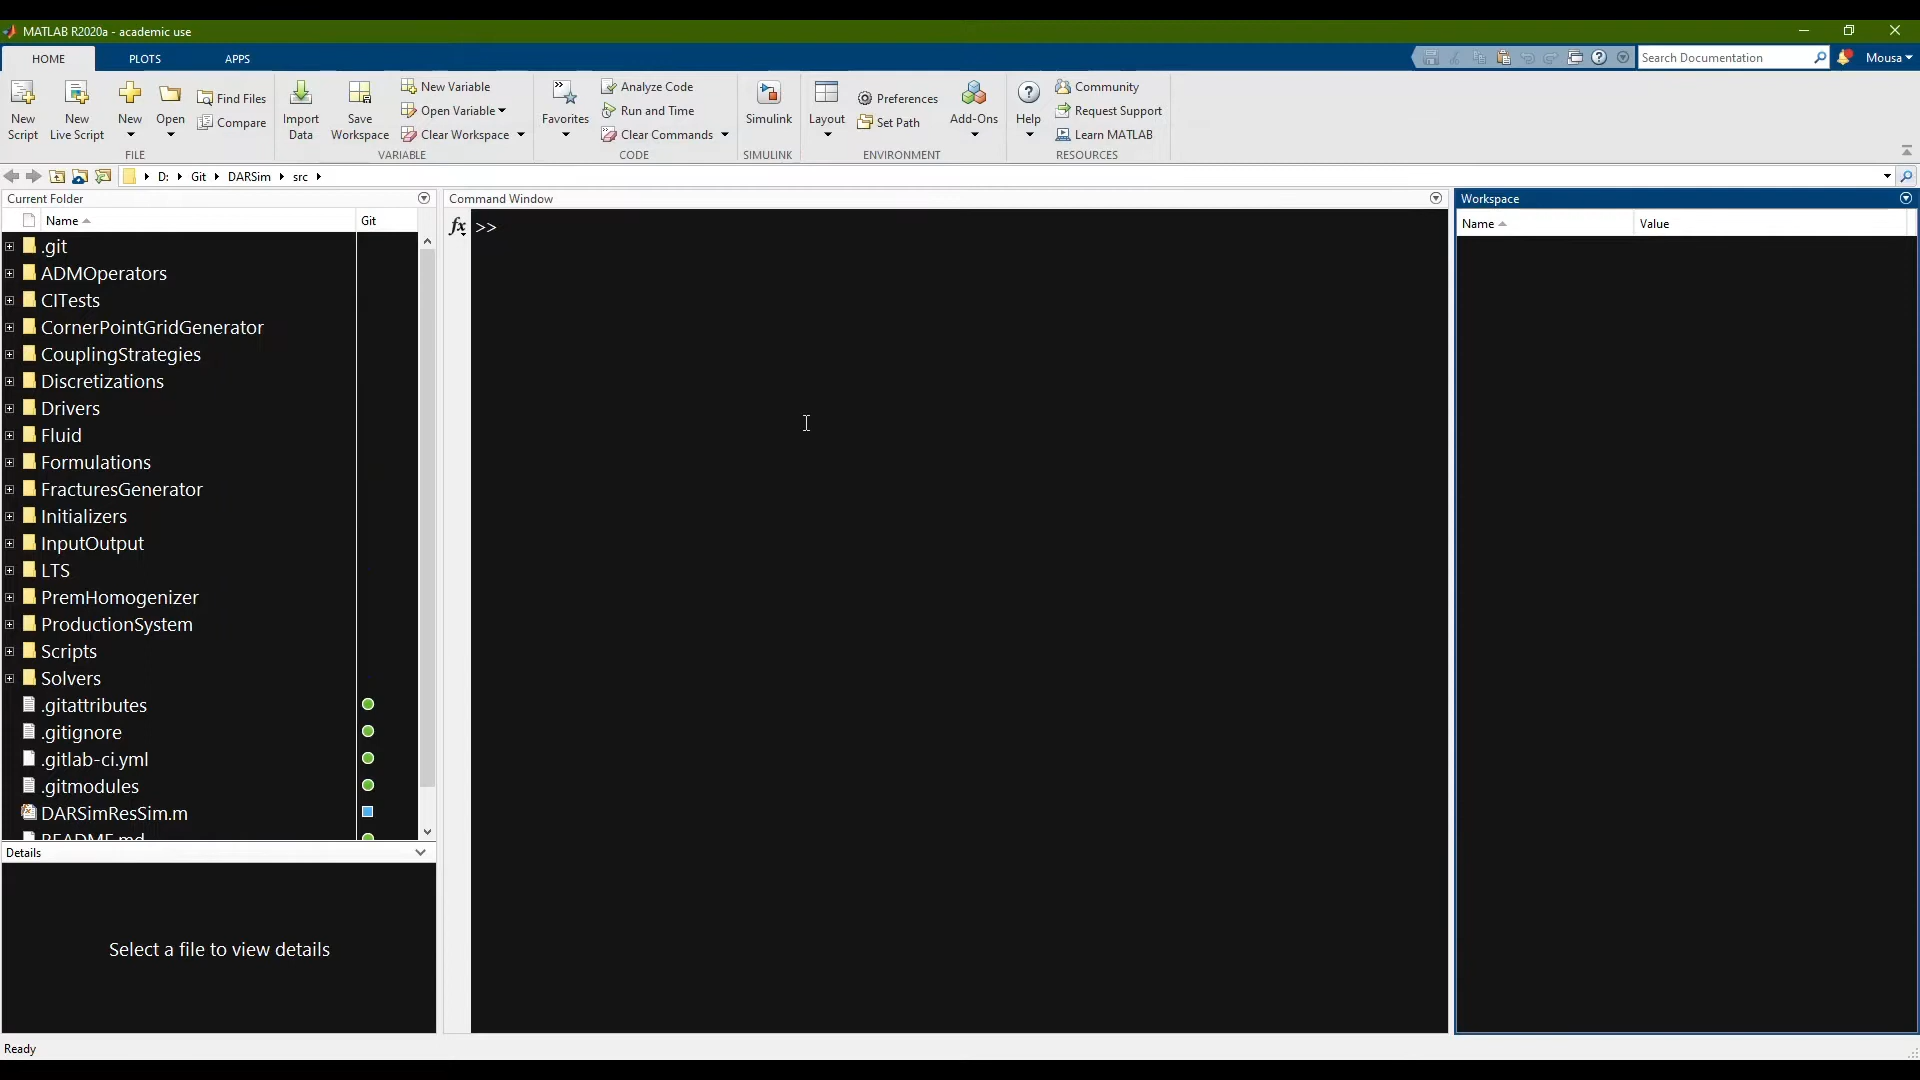 MATLAB R2020a - academic use
HOME
PLOTS
APPS
Search Documentation
Mousa
New Script
New Live Script
New
Open
Find Files
Compare
FILE
Import Data
Save Workspace
New Variable
Open Variable
Clear Workspace
VARIABLE
Favorites
Analyze Code
Run and Time
Clear Commands
CODE
Simulink
SIMULINK
Layout
Preferences
Set Path
Add-Ons
ENVIRONMENT
Help
Community
Request Support
Learn MATLAB
RESOURCES
D: Git DARSim src
Current Folder
Name Git
.git
ADMOperators
CITests
CornerPointGridGenerator
CouplingStrategies
Discretizations
Drivers
Fluid
Formulations
FracturesGenerator
Initializers
InputOutput
LTS
PremHomogenizer
ProductionSystem
Scripts
Solvers
.gitattributes
.gitignore
.gitlab-ci.yml
.gitmodules
DARSimResSim.m
README.md
Details
Select a file to view details
Command Window
fx >>
Workspace
Name Value
Ready